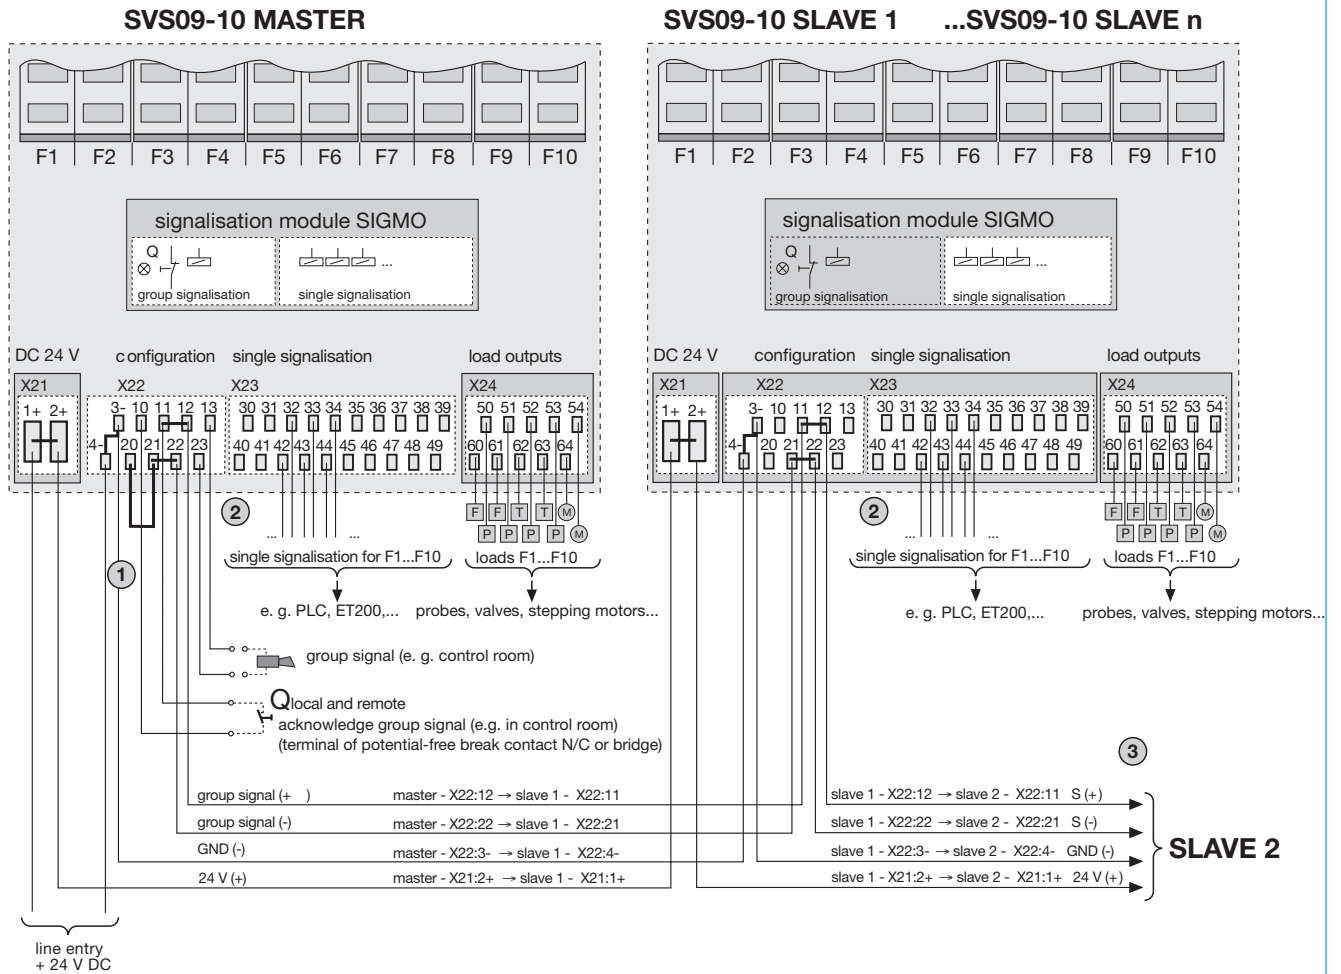 SVS09-10 MASTER
SVS09-10 SLAVE 1 ...SVS09-10 SLAVE n
F1 F2 F3 F4 F5 F6 F7 F8 F9 F10
F1 F2 F3 F4 F5 F6 F7 F8 F9 F10
signalisation module SIGMO
Q
...
group signalisation
single signalisation
signalisation module SIGMO
Q
...
group signalisation
single signalisation
DC 24 V configuration single signalisation load outputs
X21 X22 X23 X24
1+ 2+
3- 10 11 12 13
30 31 32 33 34 35 36 37 38 39
50 51 52 53 54
4- 20 21 22 23
40 41 42 43 44 45 46 47 48 49
60 61 62 63 64
DC 24 V configuration single signalisation load outputs
X21 X22 X23 X24
1+ 2+
3- 10 11 12 13
30 31 32 33 34 35 36 37 38 39
50 51 52 53 54
4- 20 21 22 23
40 41 42 43 44 45 46 47 48 49
60 61 62 63 64
2
F F T T M
P P P P M
... ...
single signalisation for F1...F10
loads F1...F10
1
e. g. PLC, ET200,...
probes, valves, stepping motors...
2
F F T T M
P P P P M
... ...
single signalisation for F1...F10
loads F1...F10
e. g. PLC, ET200,...
probes, valves, stepping motors...
group signal (e. g. control room)
Q local and remote
acknowledge group signal (e.g. in control room)
(terminal of potential-free break contact N/C or bridge)
3
group signal (+ ) master - X22:12 → slave 1 - X22:11
group signal (-) master - X22:22 → slave 1 - X22:21
GND (-) master - X22:3- → slave 1 - X22:4-
24 V (+) master - X21:2+ → slave 1 - X21:1+
slave 1 - X22:12 → slave 2 - X22:11 S (+)
slave 1 - X22:22 → slave 2 - X22:21 S (-)
slave 1 - X22:3- → slave 2 - X22:4- GND (-)
slave 1 - X21:2+ → slave 2 - X21:1+ 24 V (+)
SLAVE 2
line entry
+ 24 V DC